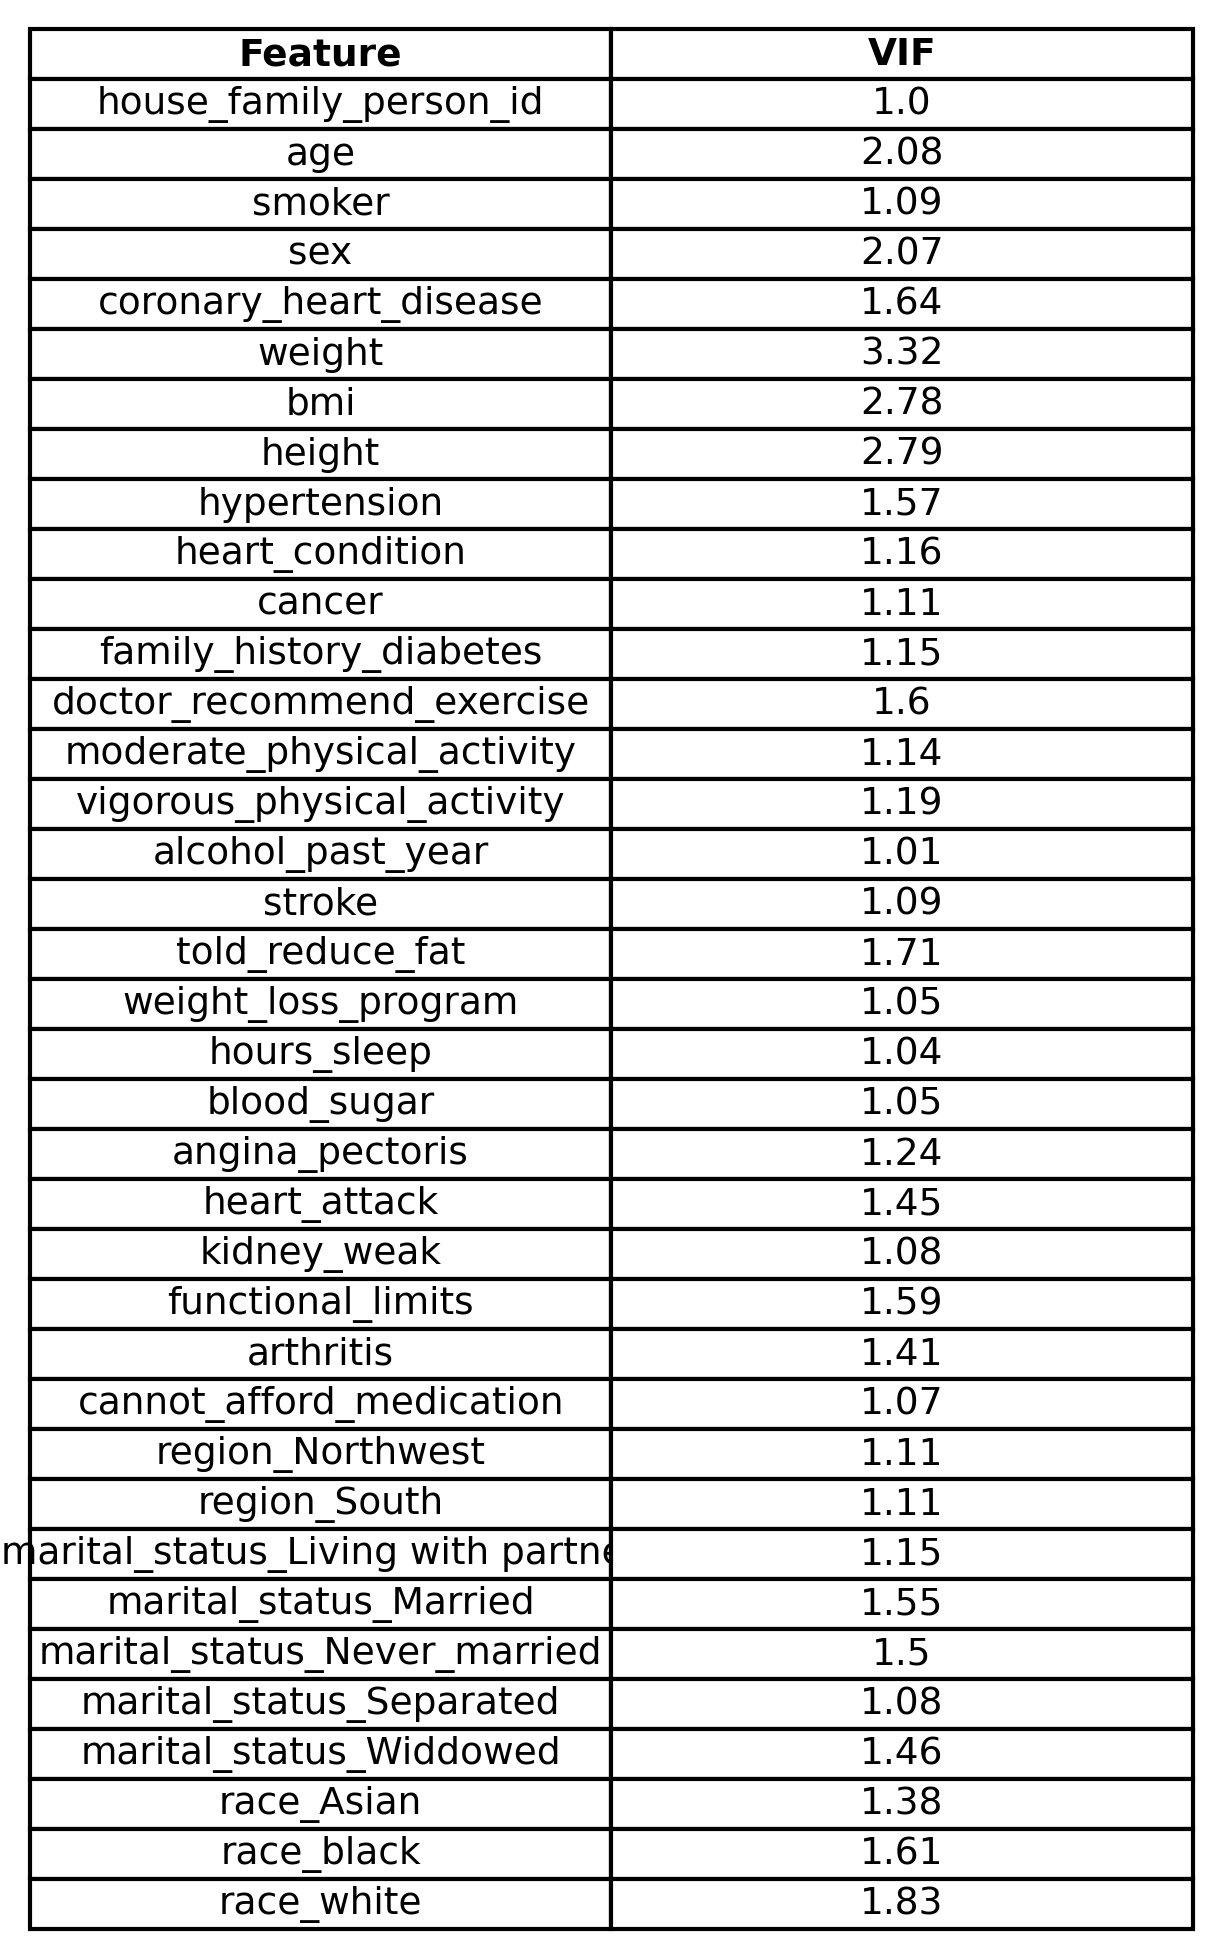 Feature VIF
house_family_person_id 1.0
age 2.08
smoker 1.09
sex 2.07
coronary_heart_disease 1.64
weight 3.32
bmi 2.78
height 2.79
hypertension 1.57
heart_condition 1.16
cancer 1.11
family_history_diabetes 1.15
doctor_recommend_exercise 1.6
moderate_physical_activity 1.14
vigorous_physical_activity 1.19
alcohol_past_year 1.01
stroke 1.09
told_reduce_fat 1.71
weight_loss_program 1.05
hours_sleep 1.04
blood_sugar 1.05
angina_pectoris 1.24
heart_attack 1.45
kidney_weak 1.08
functional_limits 1.59
arthritis 1.41
cannot_afford_medication 1.07
region_Northwest 1.11
region_South 1.11
marital_status_Living with partne 1.15
marital_status_Married 1.55
marital_status_Never_married 1.5
marital_status_Separated 1.08
marital_status_Widdowed 1.46
race_Asian 1.38
race_black 1.61
race_white 1.83